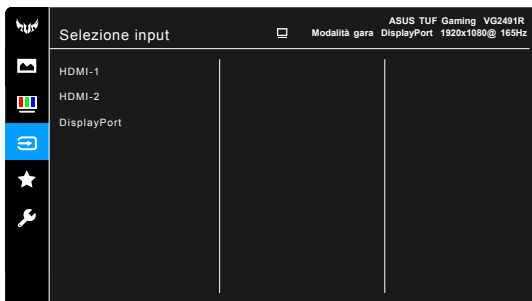 ASUS TUF Gaming VG2491R
Selezione input
Modalità gara DisplayPort 1920x1080@ 165Hz
HDMI-1
HDMI-2
DisplayPort